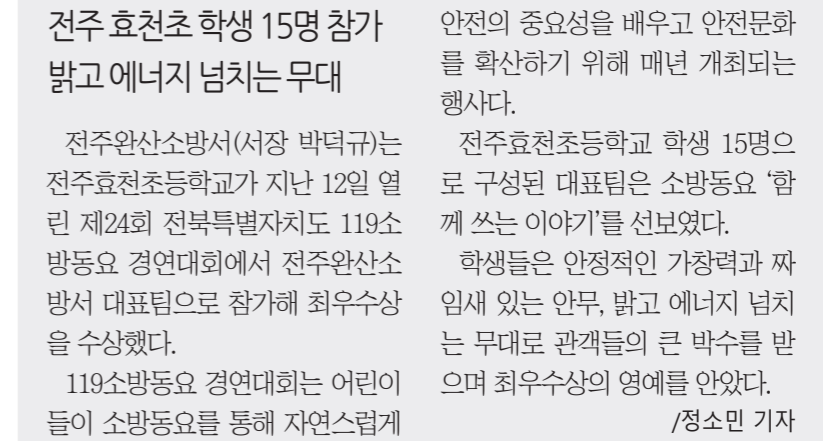 전주 효천초 학생 15명 참가
밝고 에너지 넘치는 무대
전주완산소방서(서장 박덕규)는
전주효천초등학교가 지난 12일 열
린 제24회 전북특별자치도 119소
방동요 경연대회에서 전주완산소
방서 대표팀으로 참가해 최우수상
을 수상했다.
119소방동요 경연대회는 어린이
들이 소방동요를 통해 자연스럽게
안전의 중요성을 배우고 안전문화
를 확산하기 위해 매년 개최되는
행사다.
전주효천초등학교 학생 15명으
로 구성된 대표팀은 소방동요 ‘함
께 쓰는 이야기’를 선보였다.
학생들은 안정적인 가창력과 짜
임새 있는 안무, 밝고 에너지 넘치
는 무대로 관객들의 큰 박수를 받
으며 최우수상의 영예를 안았다.
/정소민 기자